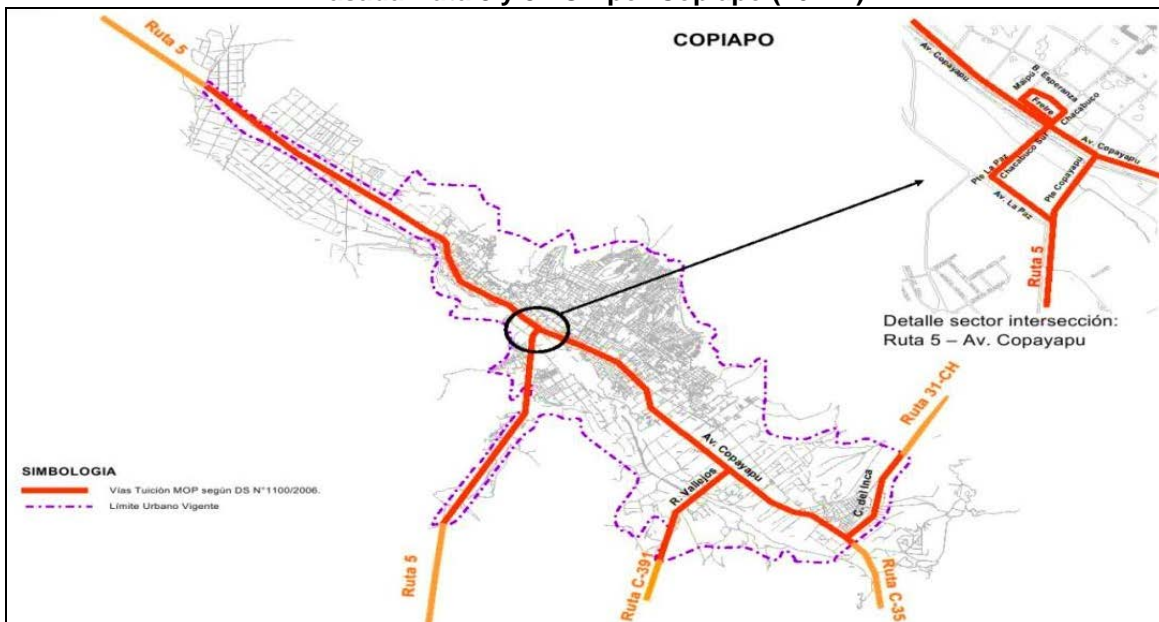 COPIAPO
Ruta 5
Av. Copayapu
Maipú
B. Esperanza
Freire
Chacabuco
Av. Copayapu
Pte La Paz
Chacabuco Sur
Pte Copayapu
Av. La Paz
Ruta 5
Detalle sector intersección:
Ruta 5 – Av. Copayapu
Ruta 31-CH
Av. Copayapu
R. Vallejos
C. del Inca
SIMBOLOGIA
Vías Tuición MOP según DS N°1100/2006.
Límite Urbano Vigente
Ruta 5
Ruta C-391
Ruta C-35